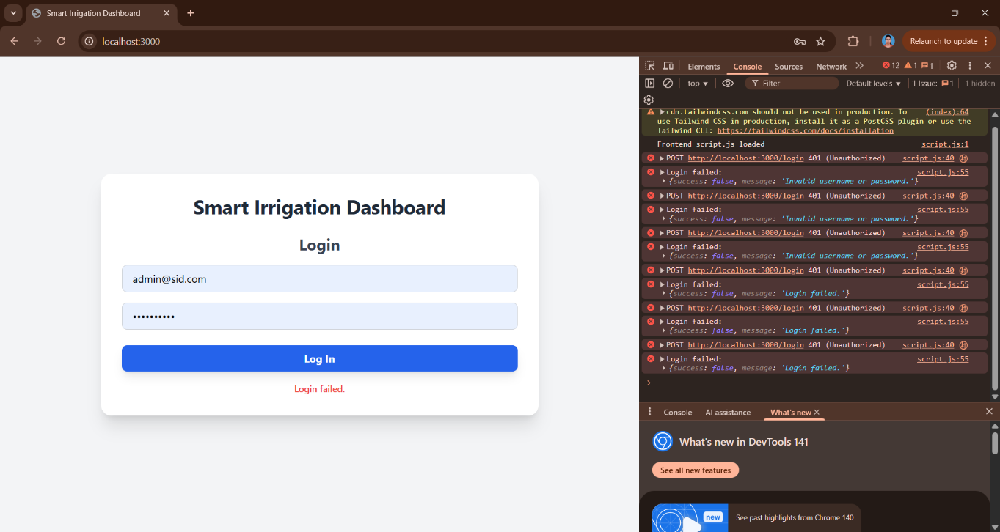 Smart Irrigation Dashboard
localhost:3000
Relaunch to update
Smart Irrigation Dashboard
Login
admin@sid.com
••••••••••
Log In
Login failed.
Elements Console Sources Network 12 1 1
top Filter Default levels 1 Issue: 1 1 hidden
cdn.tailwindcss.com should not be used in production. To (index):64
use Tailwind CSS in production, install it as a PostCSS plugin or use the
Tailwind CLI: https://tailwindcss.com/docs/installation
Frontend script.js loaded script.js:1
POST http://localhost:3000/login 401 (Unauthorized) script.js:40
Login failed: script.js:55
{success: false, message: 'Invalid username or password.'}
POST http://localhost:3000/login 401 (Unauthorized) script.js:40
Login failed: script.js:55
{success: false, message: 'Invalid username or password.'}
POST http://localhost:3000/login 401 (Unauthorized) script.js:40
Login failed: script.js:55
{success: false, message: 'Invalid username or password.'}
POST http://localhost:3000/login 401 (Unauthorized) script.js:40
Login failed: script.js:55
{success: false, message: 'Login failed.'}
POST http://localhost:3000/login 401 (Unauthorized) script.js:40
Login failed: script.js:55
{success: false, message: 'Login failed.'}
POST http://localhost:3000/login 401 (Unauthorized) script.js:40
Login failed: script.js:55
{success: false, message: 'Login failed.'}
Console AI assistance What's new
What's new in DevTools 141
See all new features
new
See past highlights from Chrome 140